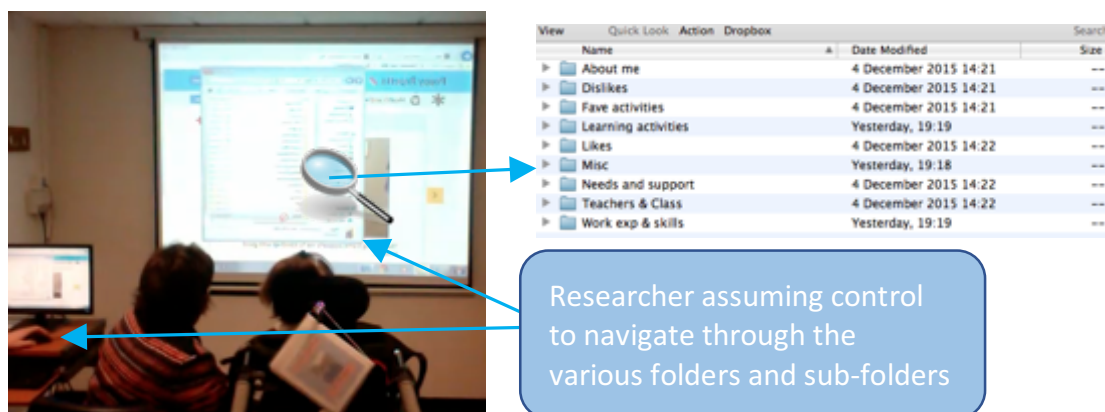 View Quick Look Action Dropbox Search
Name Date Modified Size
About me 4 December 2015 14:21 --
Dislikes 4 December 2015 14:21 --
Fave activities 4 December 2015 14:21 --
Learning activities Yesterday, 19:19 --
Likes 4 December 2015 14:22 --
Misc Yesterday, 19:18 --
Needs and support 4 December 2015 14:22 --
Teachers & Class 4 December 2015 14:22 --
Work exp & skills Yesterday, 19:19 --
Researcher assuming control
to navigate through the
various folders and sub-folders